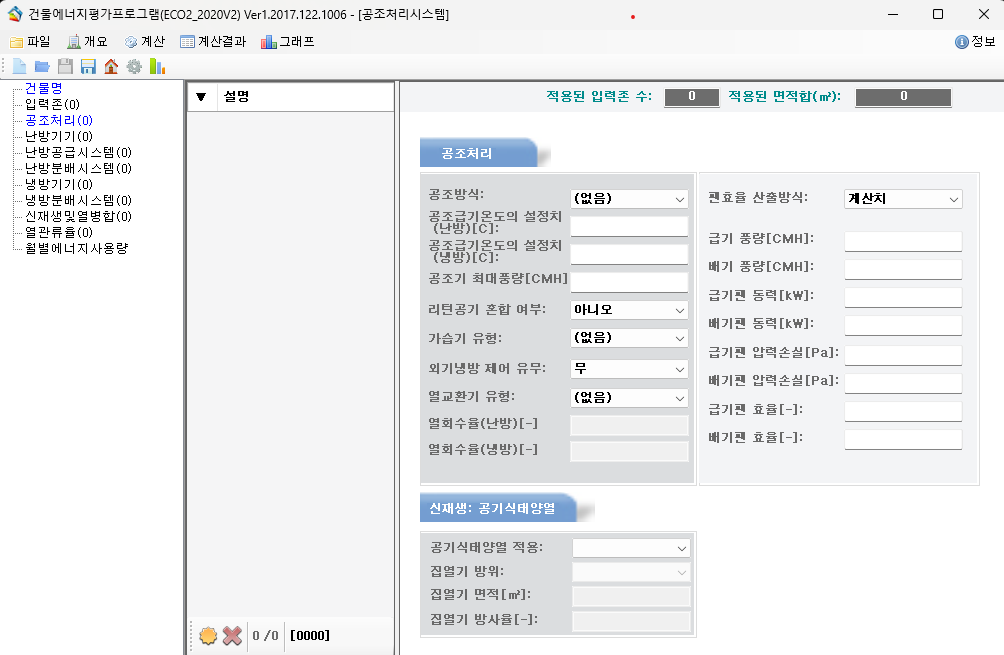 건물에너지평가프로그램(ECO2_2020V2) Ver1.2017.122.1006 - [공조처리시스템]
파일 개요 계산 계산결과 그래프 정보
건물명
입력존(0)
공조처리(0)
난방기기(0)
난방공급시스템(0)
난방분배시스템(0)
냉방기기(0)
냉방분배시스템(0)
신재생및열병합(0)
열관류율(0)
월별에너지사용량
▼ 설명
0 /0 [0000]
적용된 입력존 수: 0 적용된 면적합(㎡): 0
공조처리
공조방식: (없음)
공조급기온도의 설정치
(난방)[C]:
공조급기온도의 설정치
(냉방)[C]:
공조기 최대풍량[CMH]
리턴공기 혼합 여부: 아니오
가습기 유형: (없음)
외기냉방 제어 유무: 무
열교환기 유형: (없음)
열회수율(난방)[-]
열회수율(냉방)[-]
팬효율 산출방식: 계산치
급기 풍량[CMH]:
배기 풍량[CMH]:
급기팬 동력[kW]:
배기팬 동력[kW]:
급기팬 압력손실[Pa]:
배기팬 압력손실[Pa]:
급기팬 효율[-]:
배기팬 효율[-]:
신재생: 공기식태양열
공기식태양열 적용:
집열기 방위:
집열기 면적[㎡]:
집열기 방사율[-]: